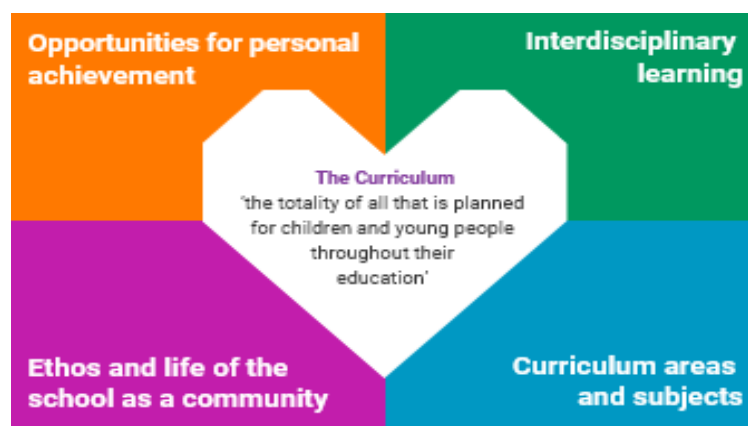 Opportunities for personal
achievement
Interdisciplinary
learning
The Curriculum
‘the totality of all that is planned
for children and young people
throughout their
education’
Ethos and life of the
school as a community
Curriculum areas
and subjects